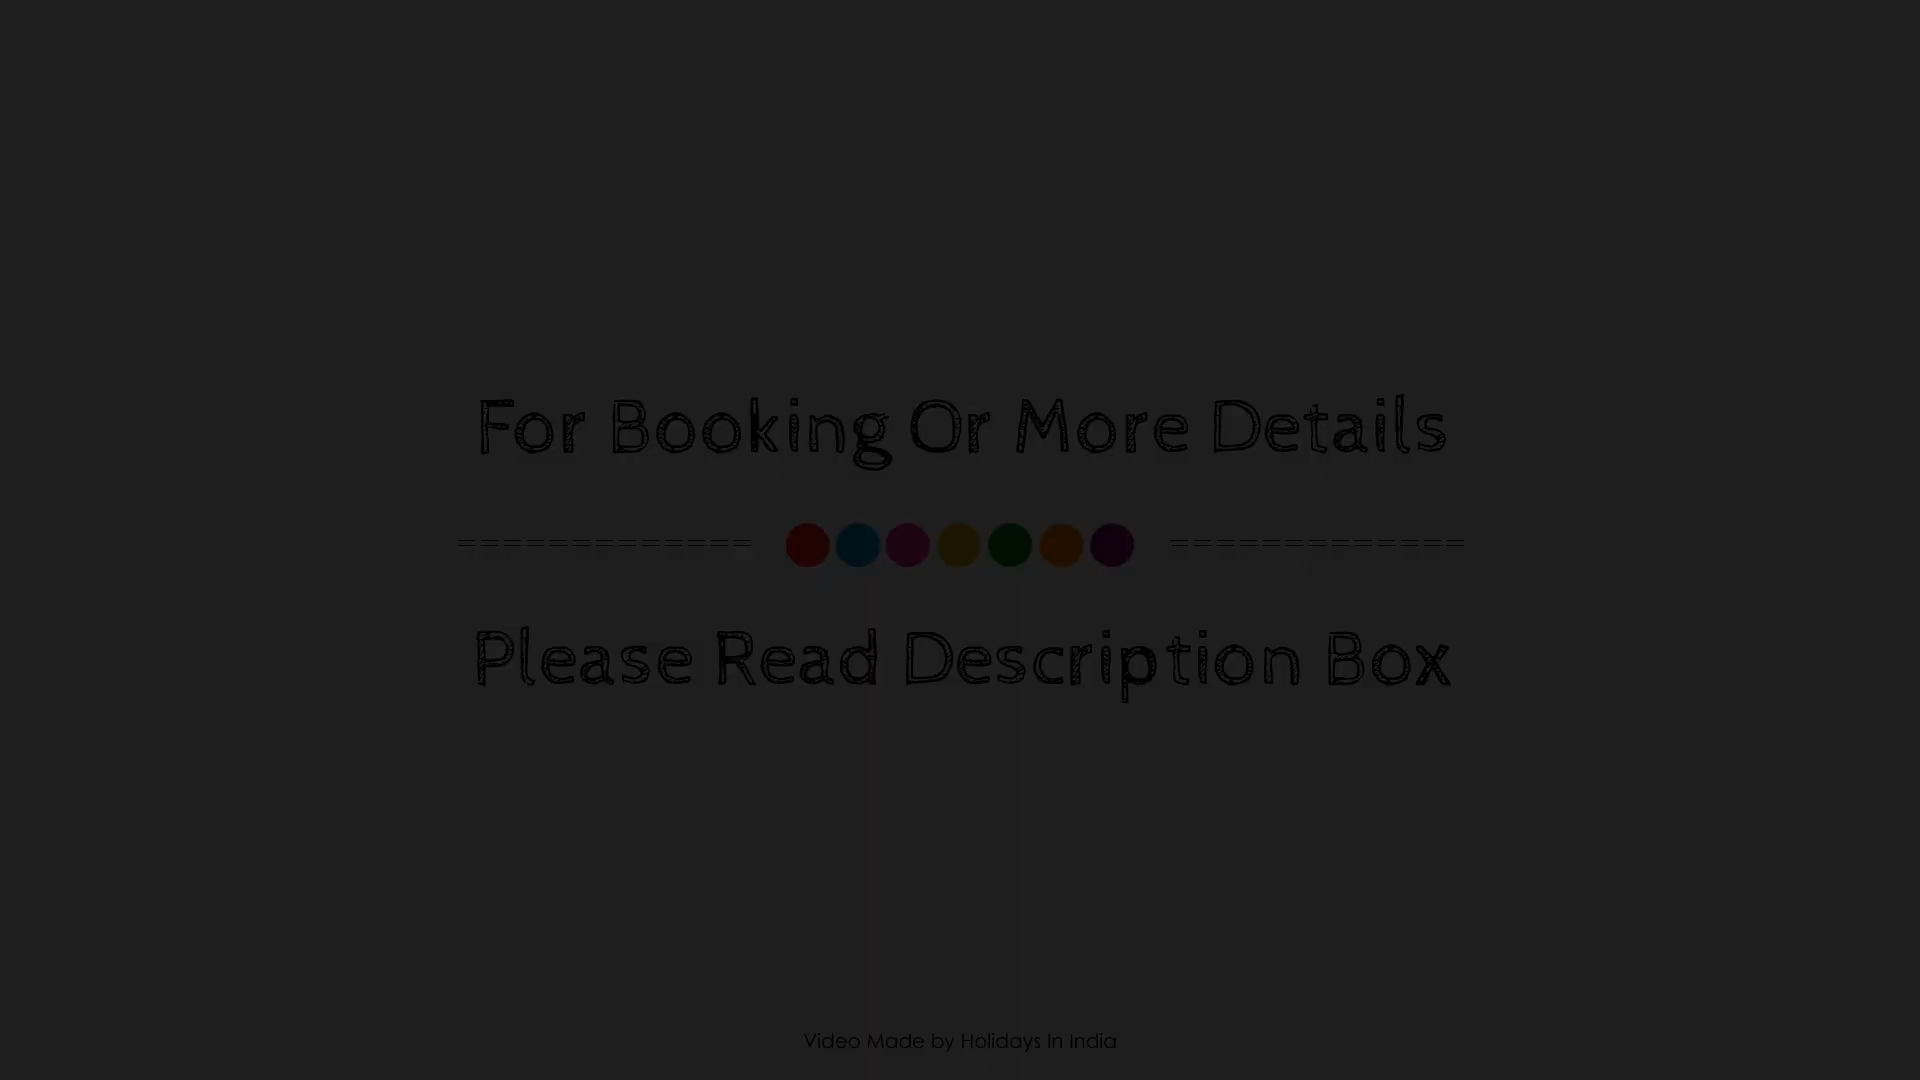 For Booking Or More Details
============= =============
Please Read Description Box
Video Made by Holidays In India